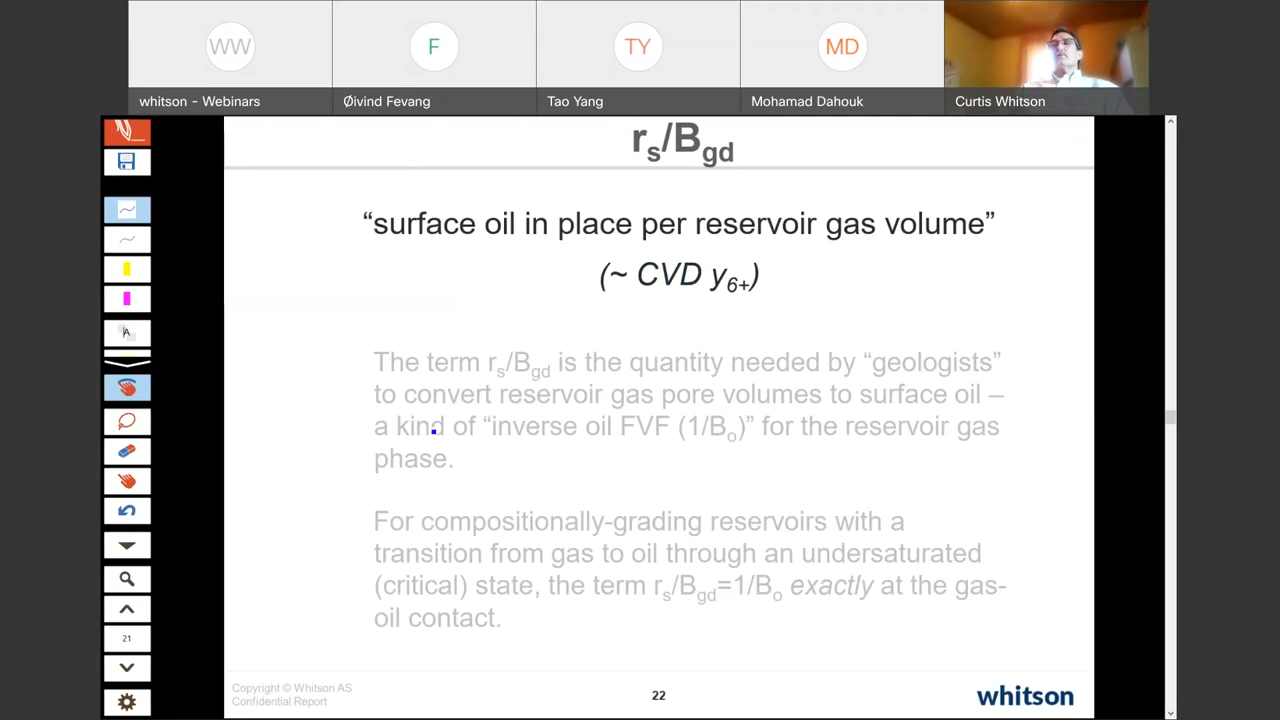 WW
F
TY
MD
whitson - Webinars
Øivind Fevang
Tao Yang
Mohamad Dahouk
Curtis Whitson
rs/Bgd
“surface oil in place per reservoir gas volume”
(~ CVD y6+)
The term rs/Bgd is the quantity needed by “geologists”
to convert reservoir gas pore volumes to surface oil –
a kind of “inverse oil FVF (1/Bo)” for the reservoir gas
phase.
For compositionally-grading reservoirs with a
transition from gas to oil through an undersaturated
(critical) state, the term rs/Bgd=1/Bo exactly at the gas-
oil contact.
A
21
Copyright © Whitson AS
Confidential Report
22
whitson